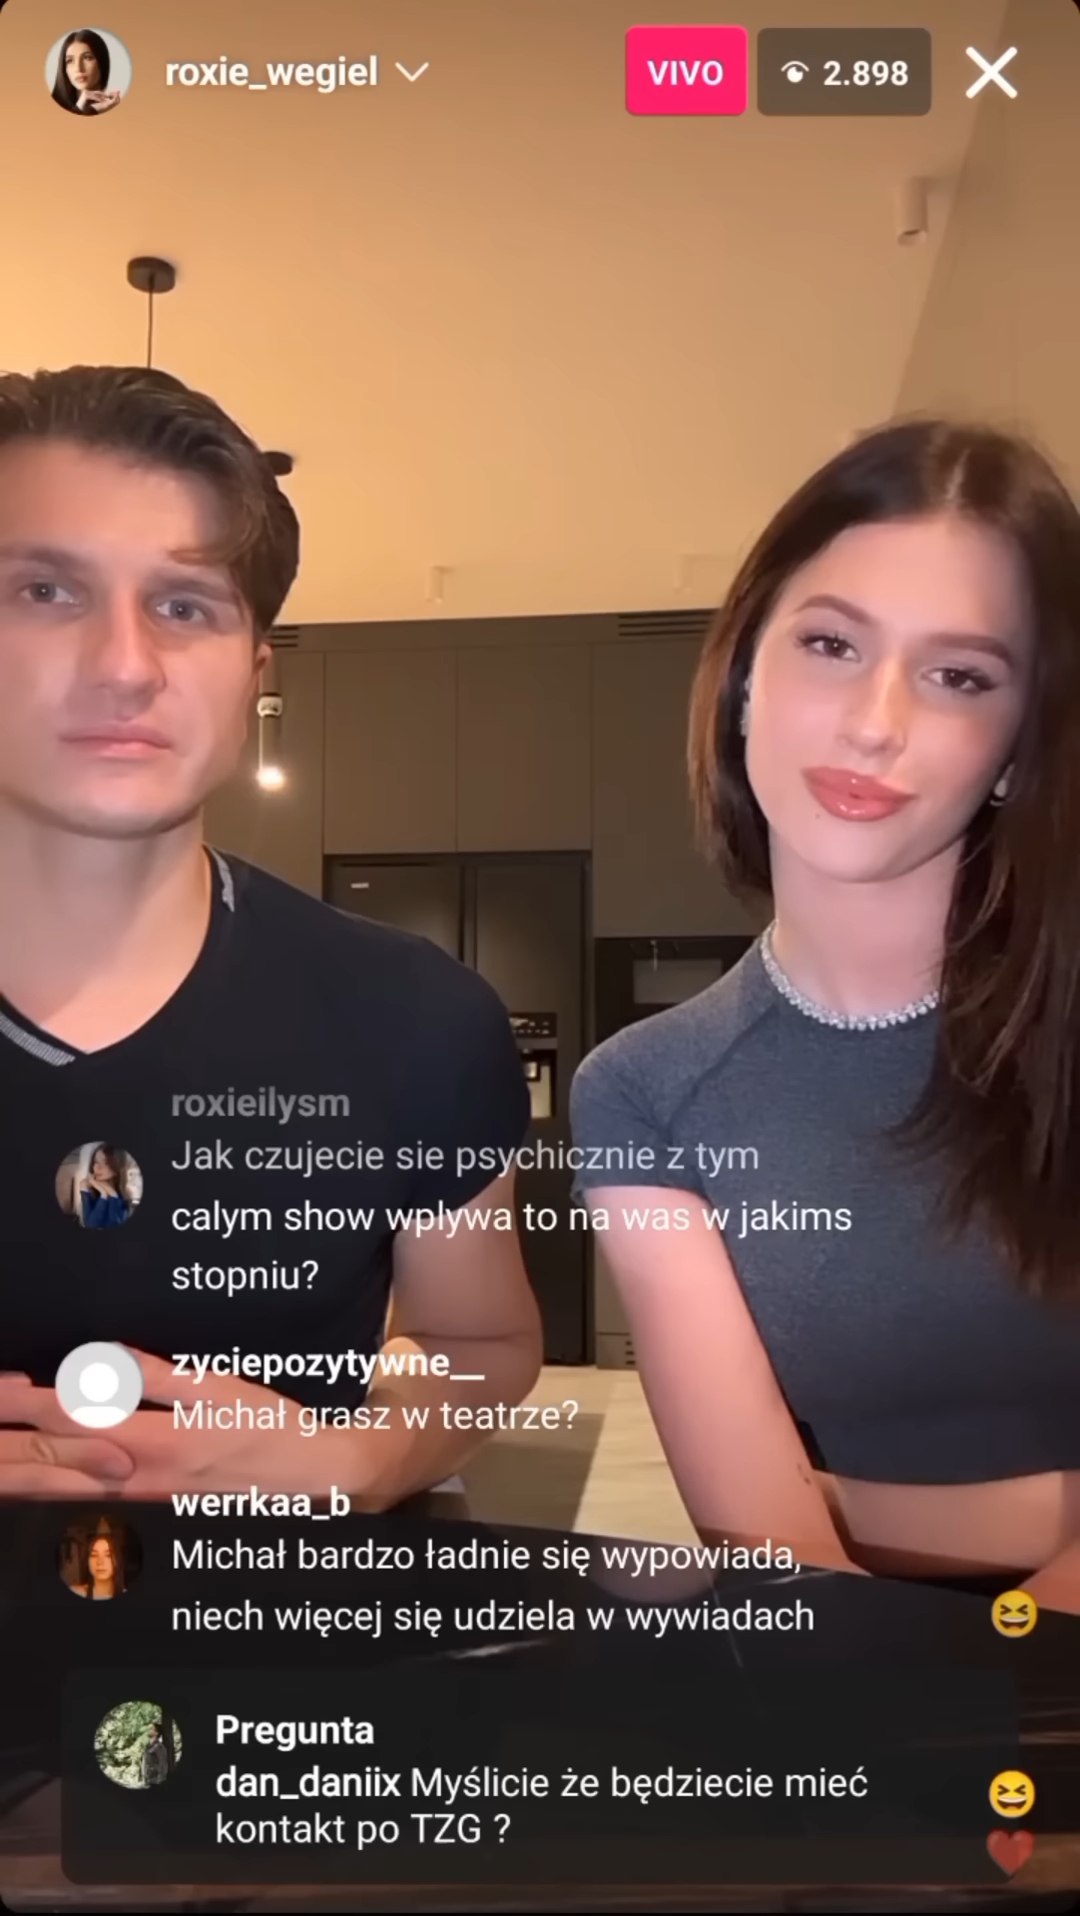 roxie_wegiel
VIVO
2.898
roxieilysm
Jak czujecie sie psychicznie z tym
calym show wplywa to na was w jakims
stopniu?
zyciepozytywne__
Michał grasz w teatrze?
werrkaa_b
Michał bardzo ładnie się wypowiada,
niech więcej się udziela w wywiadach
Pregunta
dan_daniix Myślicie że będziecie mieć
kontakt po TZG ?